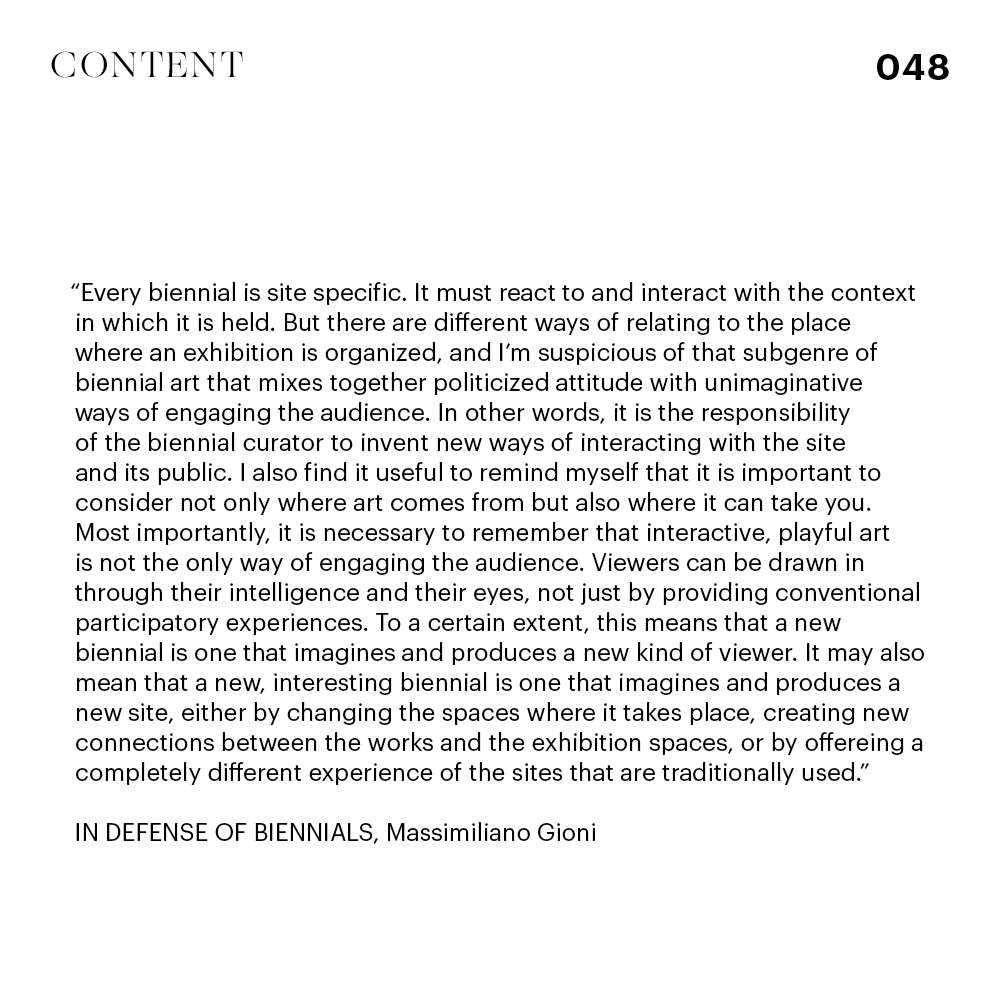 CONTENT
048
“Every biennial is site specific. It must react to and interact with the context
in which it is held. But there are different ways of relating to the place
where an exhibition is organized, and I’m suspicious of that subgenre of
biennial art that mixes together politicized attitude with unimaginative
ways of engaging the audience. In other words, it is the responsibility
of the biennial curator to invent new ways of interacting with the site
and its public. I also find it useful to remind myself that it is important to
consider not only where art comes from but also where it can take you.
Most importantly, it is necessary to remember that interactive, playful art
is not the only way of engaging the audience. Viewers can be drawn in
through their intelligence and their eyes, not just by providing conventional
participatory experiences. To a certain extent, this means that a new
biennial is one that imagines and produces a new kind of viewer. It may also
mean that a new, interesting biennial is one that imagines and produces a
new site, either by changing the spaces where it takes place, creating new
connections between the works and the exhibition spaces, or by offereing a
completely different experience of the sites that are traditionally used.”
IN DEFENSE OF BIENNIALS, Massimiliano Gioni